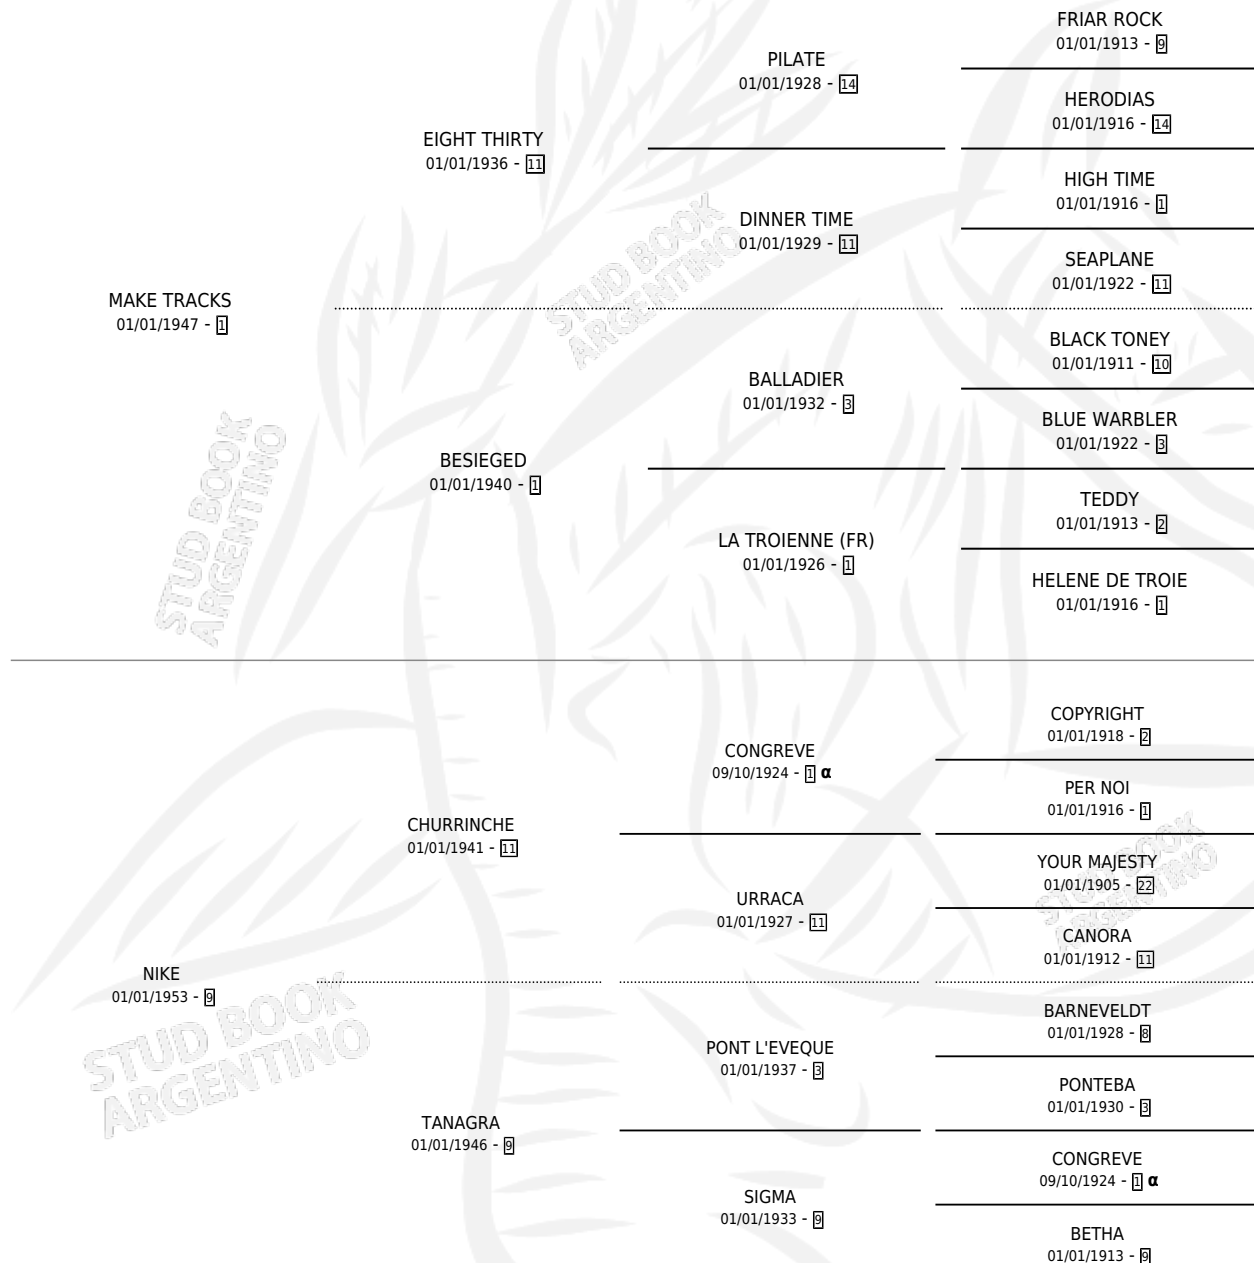 FRIAR ROCK
01/01/1913 - 9
PILATE
01/01/1928 - 14
HERODIAS
01/01/1916 - 14
EIGHT THIRTY
01/01/1936 - 11
HIGH TIME
01/01/1916 - 1
DINNER TIME
01/01/1929 - 11
SEAPLANE
01/01/1922 - 11
MAKE TRACKS
01/01/1947 - 1
BLACK TONEY
01/01/1911 - 10
BALLADIER
01/01/1932 - 3
BLUE WARBLER
01/01/1922 - 3
BESIEGED
01/01/1940 - 1
TEDDY
01/01/1913 - 2
LA TROIENNE (FR)
01/01/1926 - 1
HELENE DE TROIE
01/01/1916 - 1
COPYRIGHT
01/01/1918 - 2
CONGREVE
09/10/1924 - 1 α
PER NOI
01/01/1916 - 1
CHURRINCHE
01/01/1941 - 11
YOUR MAJESTY
01/01/1905 - 22
URRACA
01/01/1927 - 11
CANORA
01/01/1912 - 11
NIKE
01/01/1953 - 9
BARNEVELDT
01/01/1928 - 8
PONT L'EVEQUE
01/01/1937 - 3
PONTEBA
01/01/1930 - 3
TANAGRA
01/01/1946 - 9
CONGREVE
09/10/1924 - 1 α
SIGMA
01/01/1933 - 9
BETHA
01/01/1913 - 9
STUD BOOK
ARGENTINO
STUD BOOK
ARGENTINO
STUD BOOK
ARGENTINO
STUD BOOK
ARGENTINO